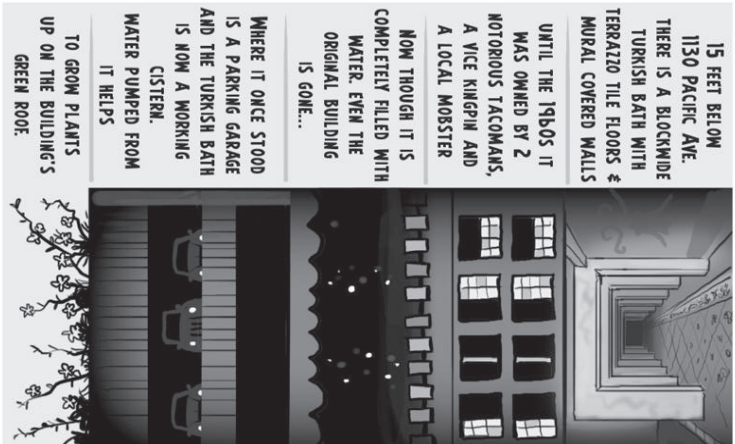 15 FEET BELOW
1130 PACIFIC AVE.
THERE IS A BLOCKWIDE
TURKISH BATH WITH
TERRAZZO TILE FLOORS &
MURAL COVERED WALLS
UNTIL THE 1960S IT
WAS OWNED BY 2
NOTORIOUS TACOMANS,
A VICE KINGPIN AND
A LOCAL MOBSTER
NOW THOUGH IT IS
COMPLETELY FILLED WITH
WATER. EVEN THE
ORIGINAL BUILDING
IS GONE...
WHERE IT ONCE STOOD
IS A PARKING GARAGE
AND THE TURKISH BATH
IS NOW A WORKING
CISTERN.
WATER PUMPED FROM
IT HELPS
TO GROW PLANTS
UP ON THE BUILDING'S
GREEN ROOF.